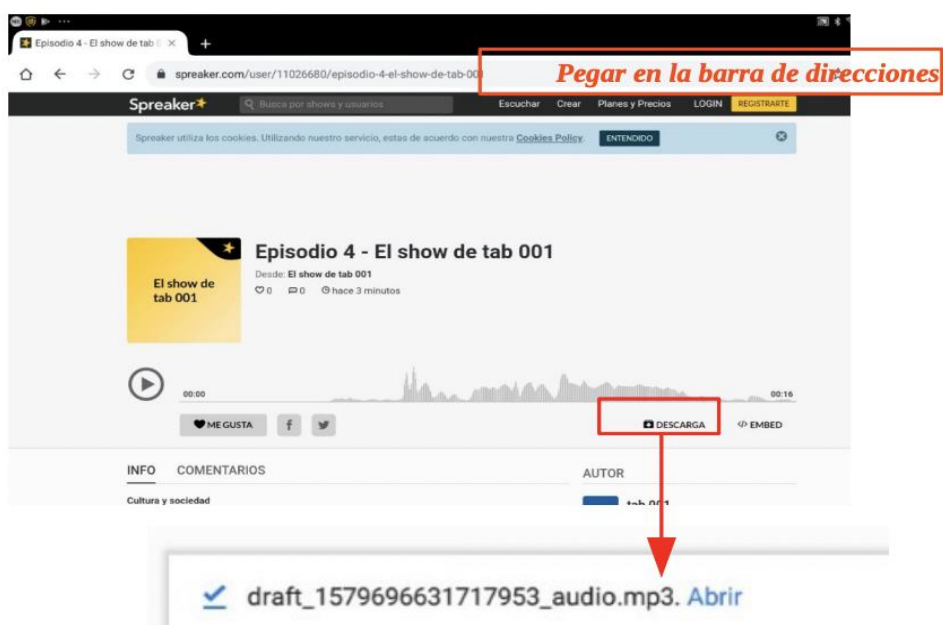 Episodio 4 - El show de tab
spreaker.com/user/11026680/episodio-4-el-show-de-tab-00
Pegar en la barra de direcciones
Spreaker
Busca por shows y usuarios
Escuchar Crear Planes y Precios LOGIN REGISTRARTE
Spreaker utiliza los cookies. Utilizando nuestro servicio, estas de acuerdo con nuestra Cookies Policy. ENTENDIDO
El show de
tab 001
Episodio 4 - El show de tab 001
Desde: El show de tab 001
0 0 hace 3 minutos
00:00 00:16
ME GUSTA DESCARGA </> EMBED
INFO COMENTARIOS AUTOR
Cultura y sociedad tab 001
draft_1579696631717953_audio.mp3. Abrir